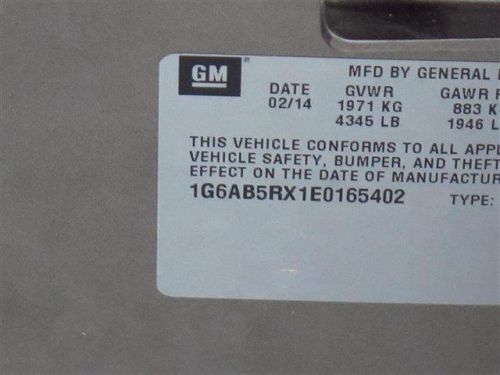 GM
MFD BY GENERAL
DATE GVWR GAWR
02/14 1971 KG 883 K
4345 LB 1946 L
THIS VEHICLE CONFORMS TO ALL APPL
VEHICLE SAFETY, BUMPER, AND THEFT
EFFECT ON THE DATE OF MANUFACTUR
1G6AB5RX1E0165402 TYPE: